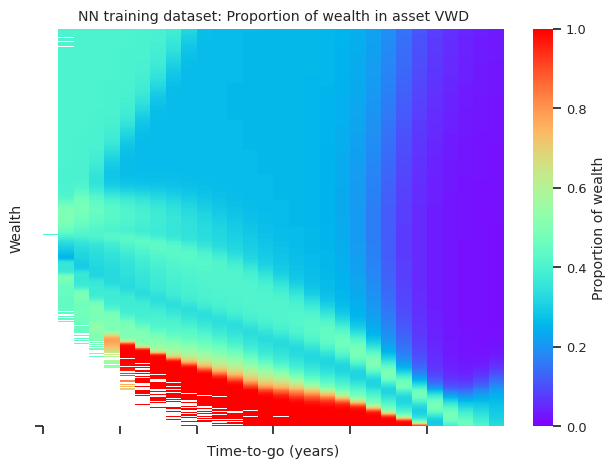 NN training dataset: Proportion of wealth in asset VWD
Wealth
Time-to-go (years)
1.0
0.8
0.6
0.4
0.2
0.0
Proportion of wealth